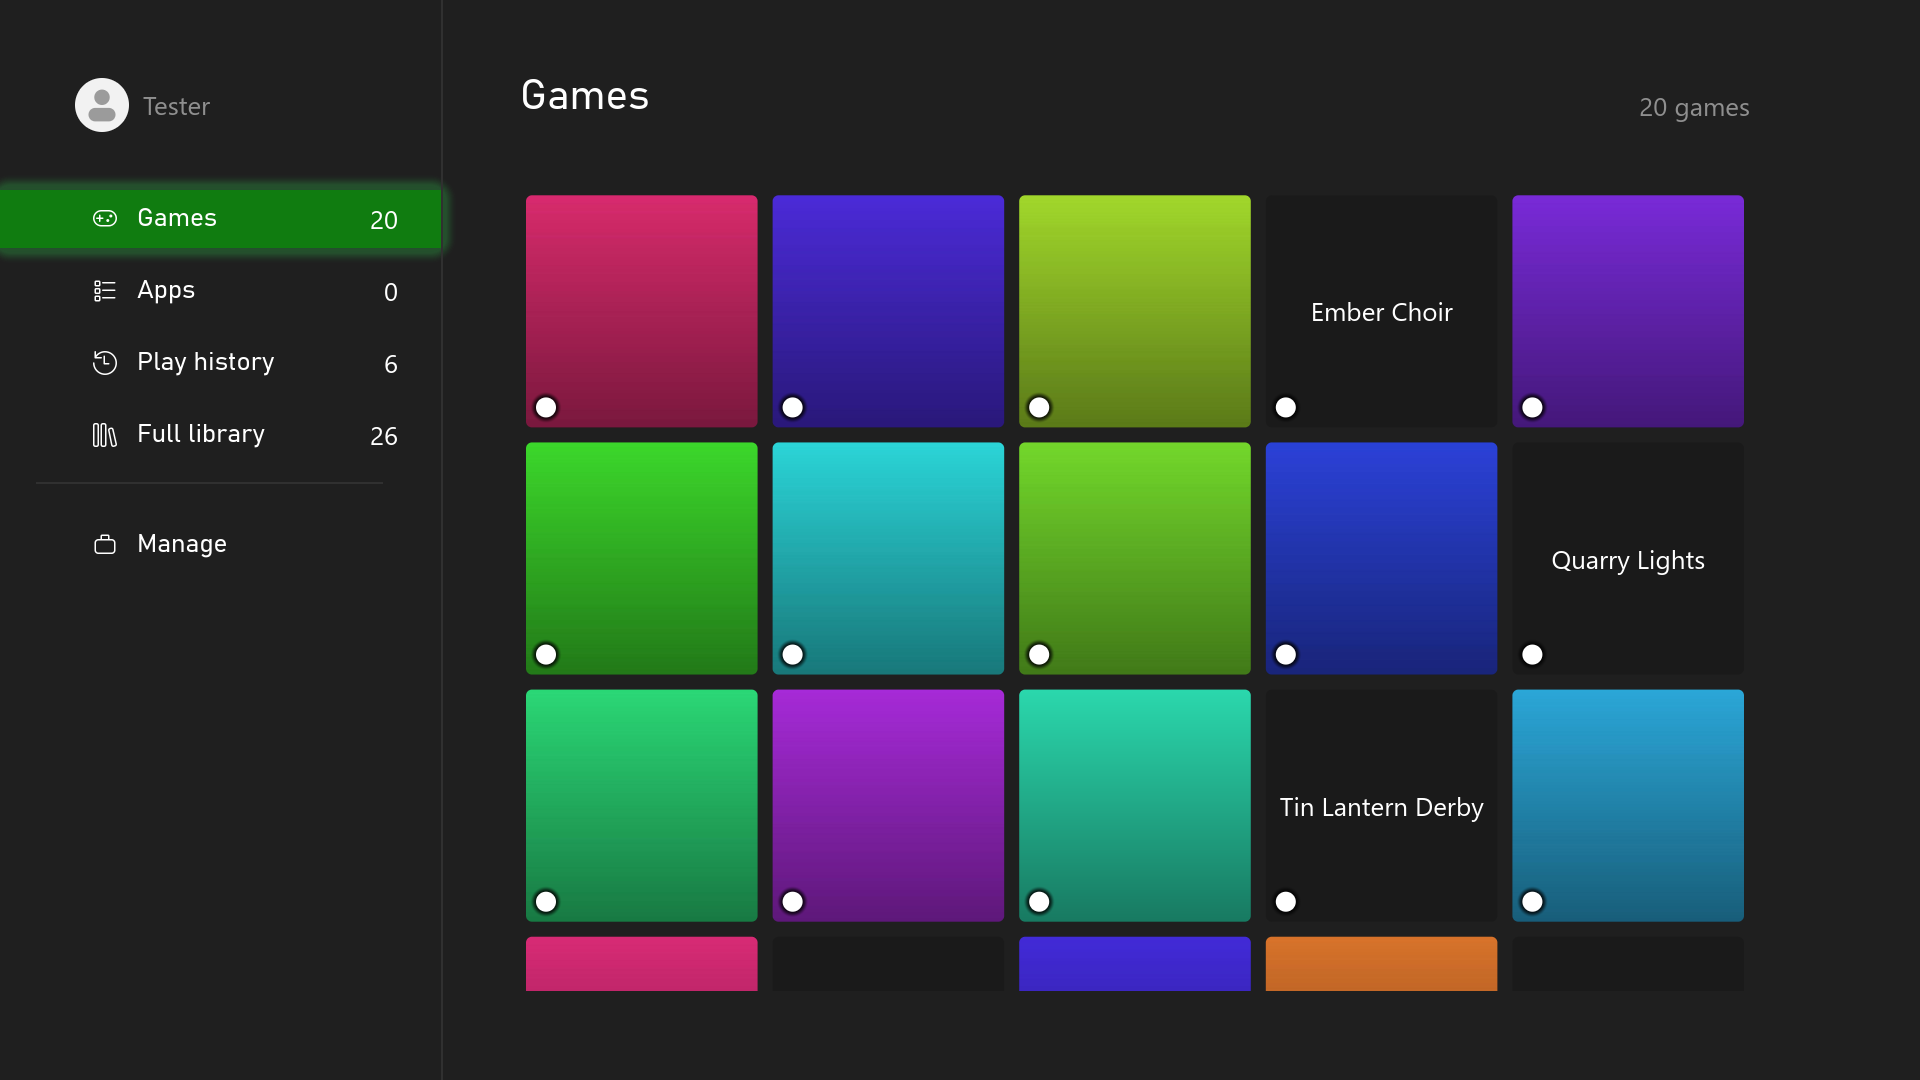 Tester
Games 20
Apps 0
Play history 6
Full library 26
Manage
Games
20 games
Ember Choir
Quarry Lights
Tin Lantern Derby